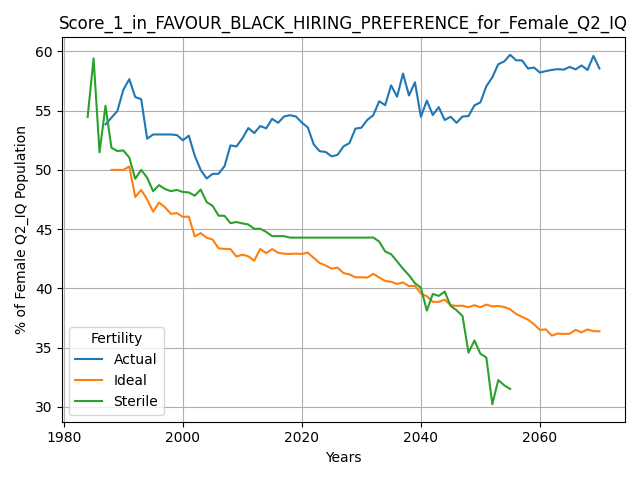 Score_1_in_FAVOUR_BLACK_HIRING_PREFERENCE_for_Female_Q2_IQ
60
55
50
45
40
35
30
% of Female Q2_IQ Population
Fertility
Actual
Ideal
Sterile
1980 2000 2020 2040 2060
Years